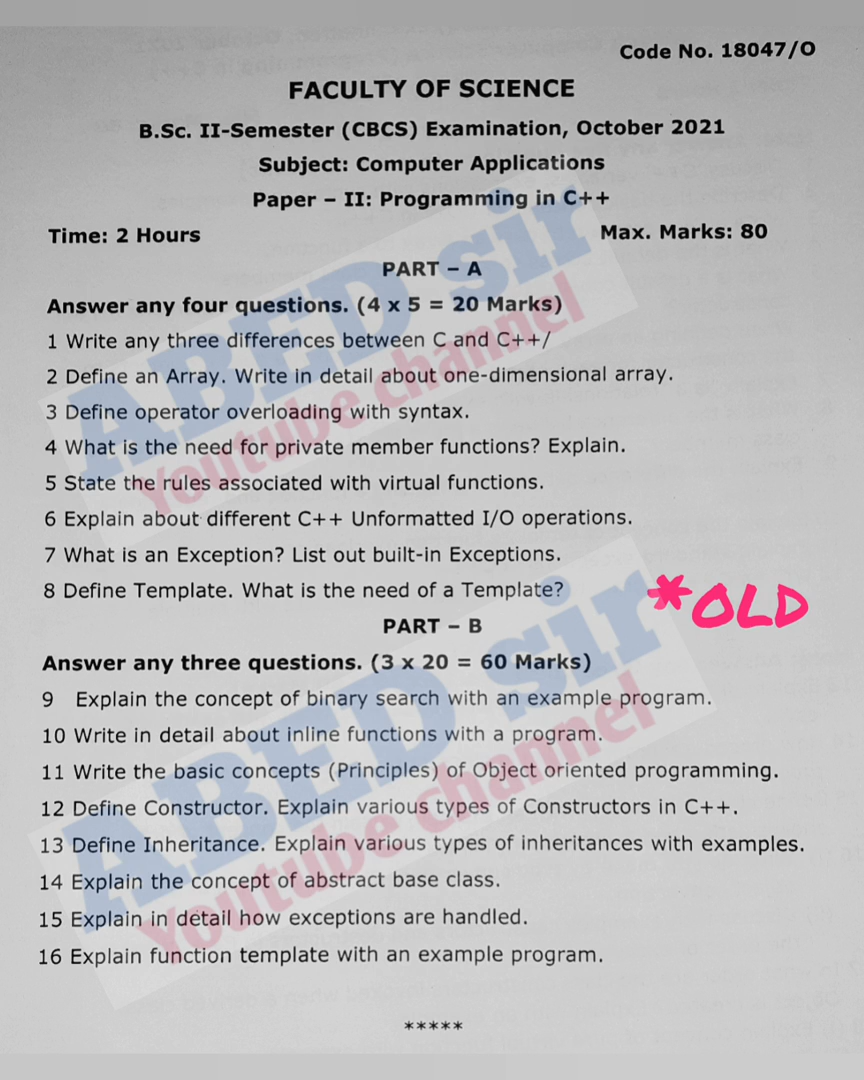 Code No. 18047/O
FACULTY OF SCIENCE
B.Sc. II-Semester (CBCS) Examination, October 2021
Subject: Computer Applications
Paper – II: Programming in C++
Time: 2 Hours Max. Marks: 80
PART – A
Answer any four questions. (4 x 5 = 20 Marks)
1 Write any three differences between C and C++/
2 Define an Array. Write in detail about one-dimensional array.
3 Define operator overloading with syntax.
4 What is the need for private member functions? Explain.
5 State the rules associated with virtual functions.
6 Explain about different C++ Unformatted I/O operations.
7 What is an Exception? List out built-in Exceptions.
8 Define Template. What is the need of a Template?
*OLD
PART – B
Answer any three questions. (3 x 20 = 60 Marks)
9 Explain the concept of binary search with an example program.
10 Write in detail about inline functions with a program.
11 Write the basic concepts (Principles) of Object oriented programming.
12 Define Constructor. Explain various types of Constructors in C++.
13 Define Inheritance. Explain various types of inheritances with examples.
14 Explain the concept of abstract base class.
15 Explain in detail how exceptions are handled.
16 Explain function template with an example program.
*****
ABED sir
Youtube channel
ABED sir
Youtube channel